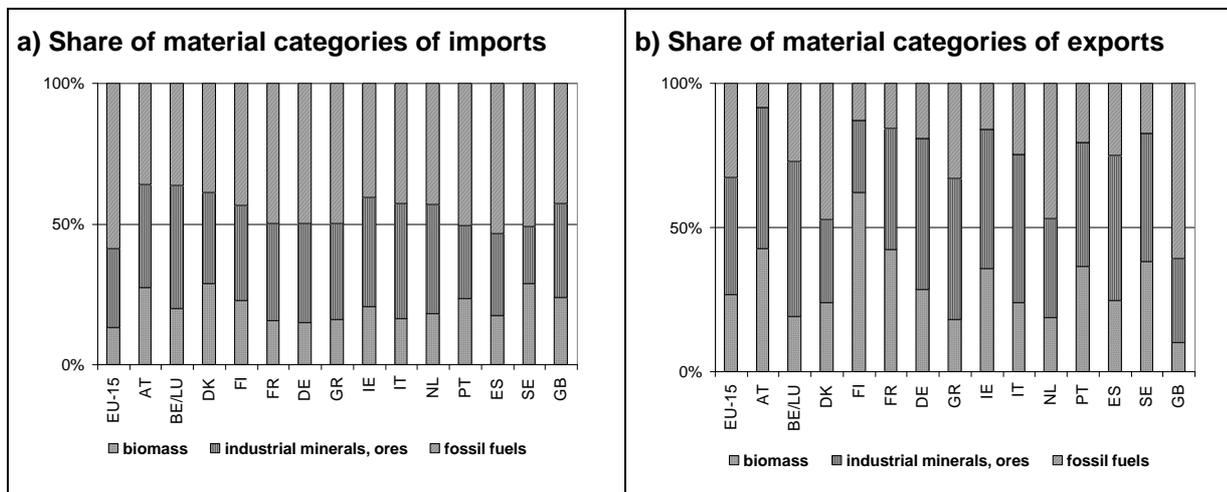 a) Share of material categories of imports
100%
50%
0%
EU-15
AT
BE/LU
DK
FI
FR
DE
GR
IE
IT
NL
PT
ES
SE
GB
biomass industrial minerals, ores fossil fuels
b) Share of material categories of exports
100%
50%
0%
EU-15
AT
BE/LU
DK
FI
FR
DE
GR
IE
IT
NL
PT
ES
SE
GB
biomass industrial minerals, ores fossil fuels